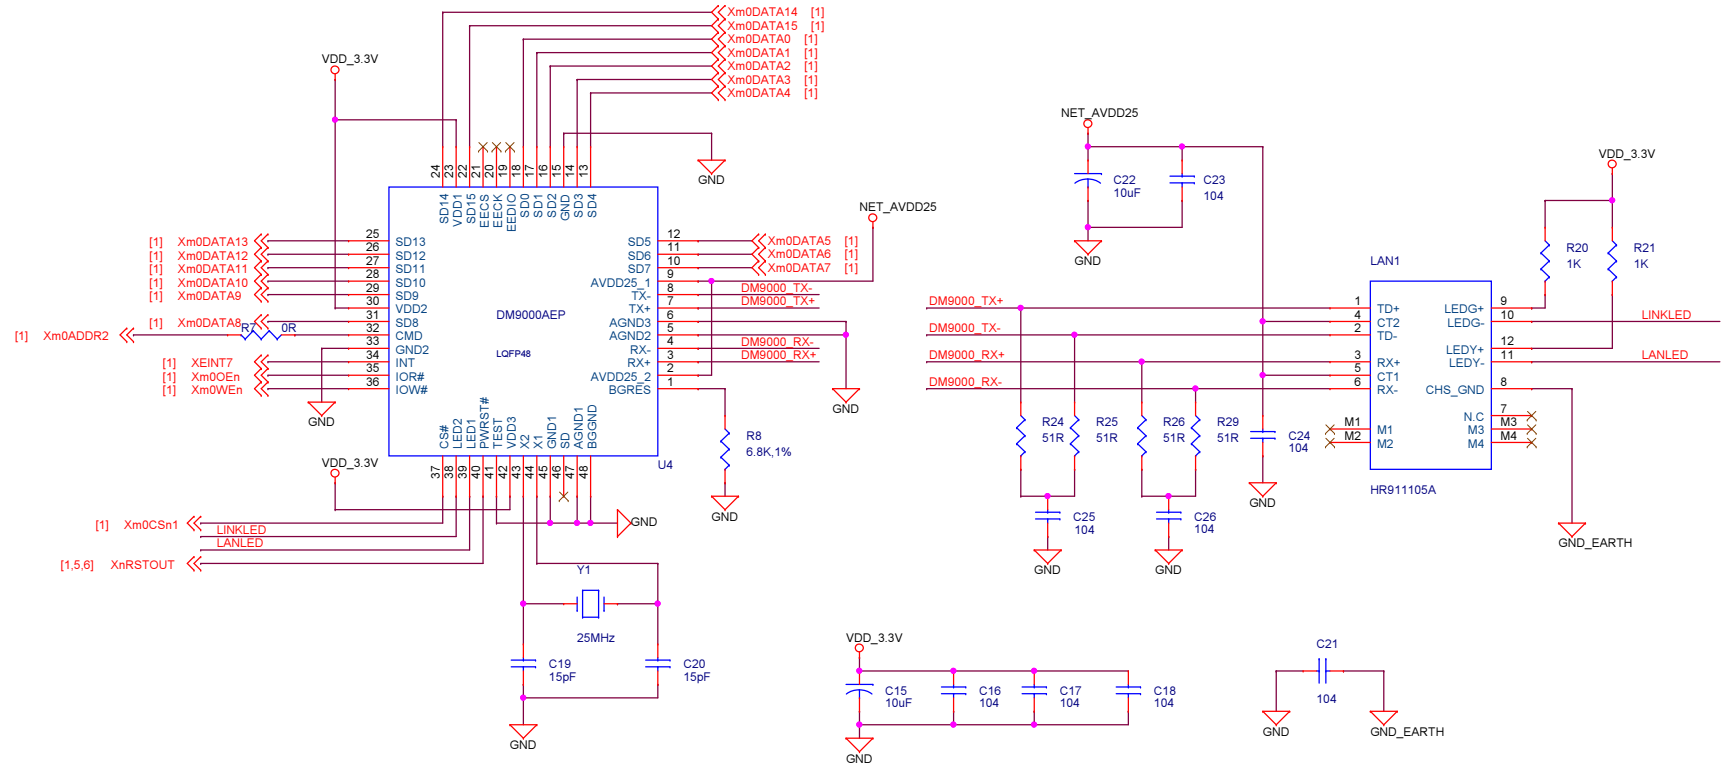 Xm0DATA14 [1]
Xm0DATA15 [1]
Xm0DATA0 [1]
Xm0DATA1 [1]
Xm0DATA2 [1]
Xm0DATA3 [1]
Xm0DATA4 [1]
VDD_3.3V
GND
24 23 22 21 20 19 18 17 16 15 14 13
SD14 VDD1 SD15 EECS EECK EEDIO SD0 SD1 SD2 GND SD3 SD4
NET_AVDD25
[1] Xm0DATA13 25 SD13
[1] Xm0DATA12 26 SD12
[1] Xm0DATA11 27 SD11
[1] Xm0DATA10 28 SD10
[1] Xm0DATA9 29 SD9
30 VDD2
[1] Xm0DATA8 31 SD8
[1] Xm0ADDR2 R7 0R 32 CMD
33 GND2
[1] XEINT7 34 INT
[1] Xm0OEn 35 IOR#
[1] Xm0WEn 36 IOW#
GND
DM9000AEP
LQFP48
SD5 12 Xm0DATA5 [1]
SD6 11 Xm0DATA6 [1]
SD7 10 Xm0DATA7 [1]
AVDD25_1 9
TX- 8 DM9000_TX-
TX+ 7 DM9000_TX+
AGND3 6
AGND2 5
RX- 4 DM9000_RX-
RX+ 3 DM9000_RX+
AVDD25_2 2
BGRES 1
GND
R8
6.8K,1%
GND
U4
CS# LED2 LED1 PWRST# TEST VDD3 X2 X1 GND1 SD AGND1 BGGND
37 38 39 40 41 42 43 44 45 46 47 48
VDD_3.3V
GND
[1] Xm0CSn1
LINKLED
LANLED
[1,5,6] XnRSTOUT
Y1
25MHz
C19
15pF
C20
15pF
GND
NET_AVDD25
C22
10uF
C23
104
GND
VDD_3.3V
R20
1K
R21
1K
LAN1
DM9000_TX+ 1 TD+
4 CT2
DM9000_TX- 2 TD-
DM9000_RX+ 3 RX+
5 CT1
DM9000_RX- 6 RX-
M1 M1
M2 M2
LEDG+ 9
LEDG- 10 LINKLED
LEDY+ 12
LEDY- 11 LANLED
CHS_GND 8
N.C 7
M3 M3
M4 M4
HR911105A
GND_EARTH
R24
51R
R25
51R
R26
51R
R29
51R
C24
104
GND
C25
104
GND
C26
104
GND
VDD_3.3V
C15
10uF
C16
104
C17
104
C18
104
GND
C21
104
GND
GND_EARTH